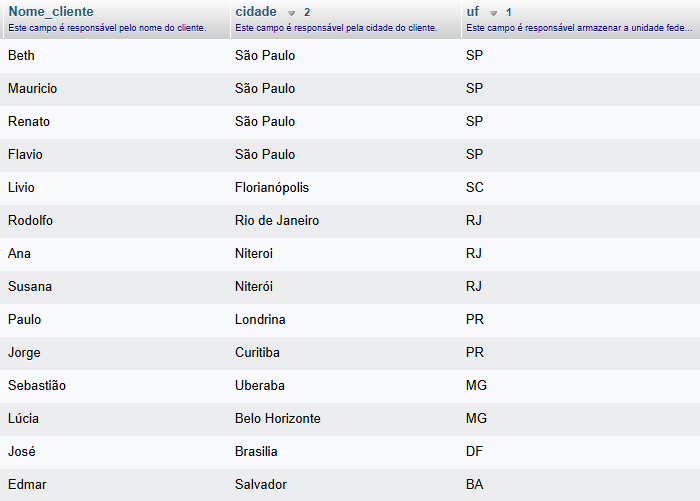 Nome_cliente cidade 2 uf 1
Este campo é responsável pelo nome do cliente. Este campo é responsável pela cidade do cliente. Este campo é responsável armazenar a unidade fede...
Beth São Paulo SP
Mauricio São Paulo SP
Renato São Paulo SP
Flavio São Paulo SP
Livio Florianópolis SC
Rodolfo Rio de Janeiro RJ
Ana Niteroi RJ
Susana Niterói RJ
Paulo Londrina PR
Jorge Curitiba PR
Sebastião Uberaba MG
Lúcia Belo Horizonte MG
José Brasilia DF
Edmar Salvador BA